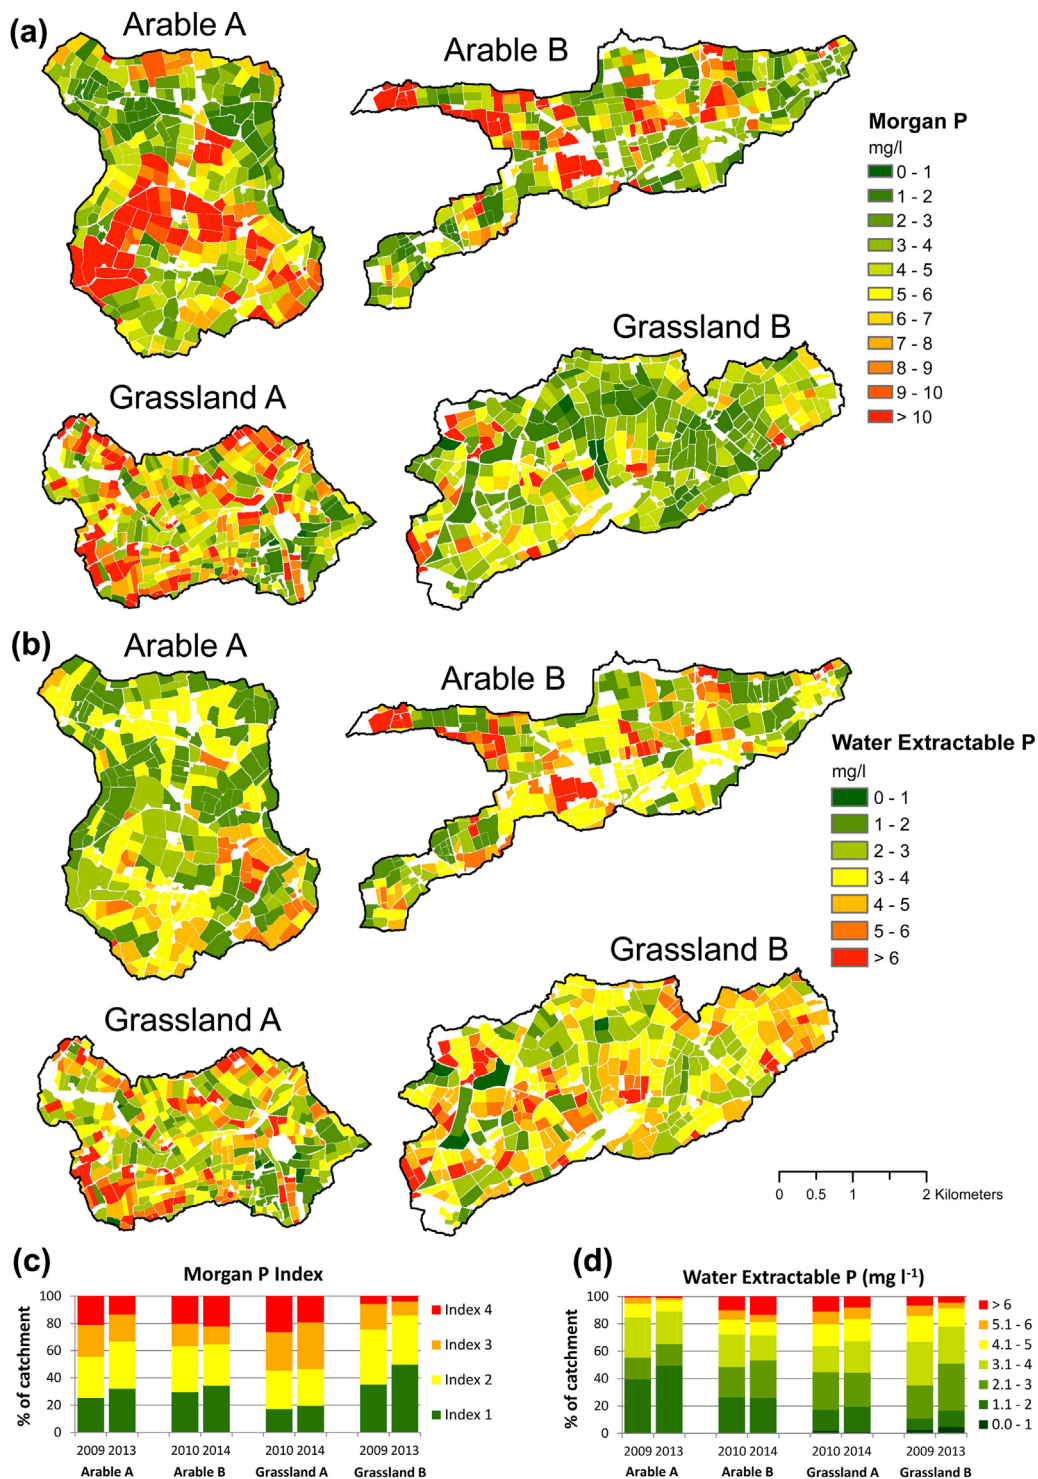 (a)
Arable A
Arable B
Morgan P
mg/l
0 - 1
1 - 2
2 - 3
3 - 4
4 - 5
5 - 6
6 - 7
7 - 8
8 - 9
9 - 10
> 10
Grassland A
Grassland B
(b)
Arable A
Arable B
Water Extractable P
mg/l
0 - 1
1 - 2
2 - 3
3 - 4
4 - 5
5 - 6
> 6
Grassland A
Grassland B
0 0.5 1 2 Kilometers
(c)
Morgan P Index
% of catchment
100
80
60
40
20
0
Index 4
Index 3
Index 2
Index 1
2009 2013 2010 2014 2010 2014 2009 2013
Arable A Arable B Grassland A Grassland B
(d)
Water Extractable P (mg l⁻¹)
% of catchment
100
80
60
40
20
0
> 6
5.1 - 6
4.1 - 5
3.1 - 4
2.1 - 3
1.1 - 2
0.0 - 1
2009 2013 2010 2014 2010 2014 2009 2013
Arable A Arable B Grassland A Grassland B